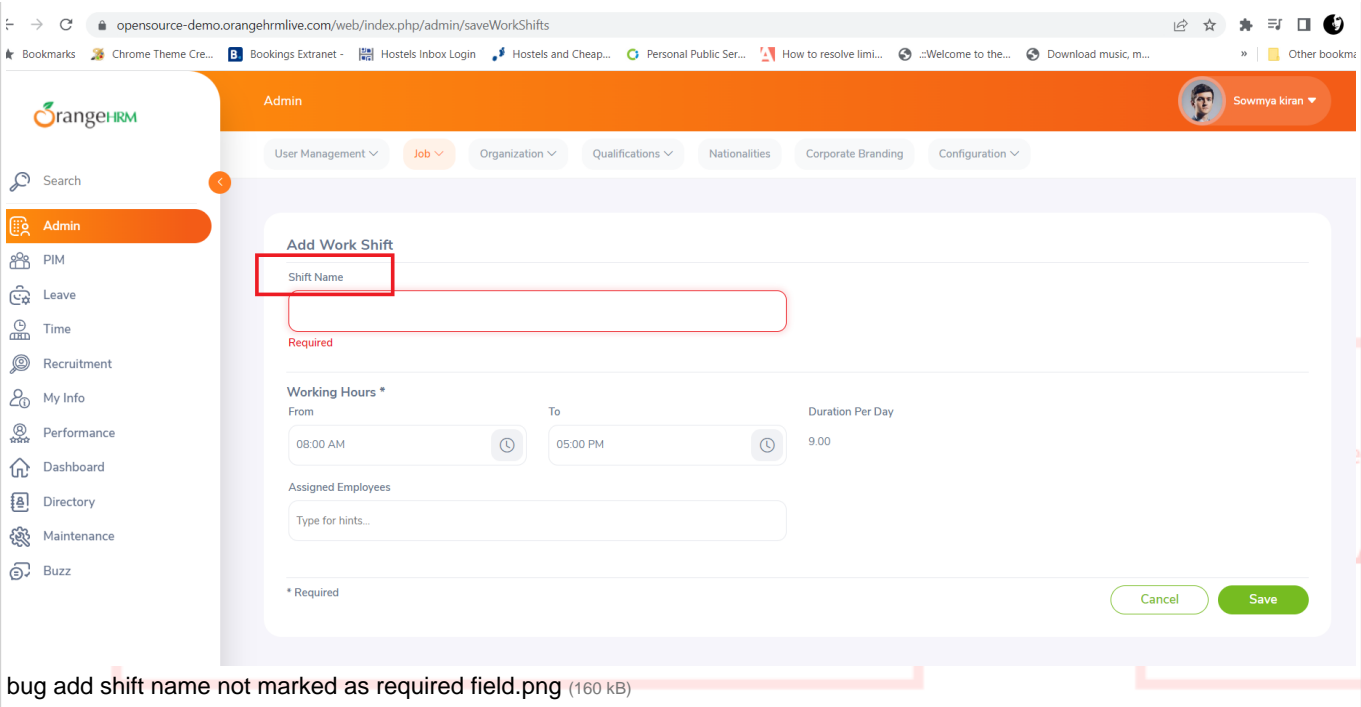 opensource-demo.orangehrmlive.com/web/index.php/admin/saveWorkShifts
Bookmarks Chrome Theme Cre... B. Bookings Extranet - Hostels Inbox Login Hostels and Cheap... Personal Public Ser... How to resolve limi... .::Welcome to the... Download music, m... » Other bookma
OrangeHRM
Admin
Sowmya kiran
User Management Job Organization Qualifications Nationalities Corporate Branding Configuration
Search
Admin
PIM
Leave
Time
Recruitment
My Info
Performance
Dashboard
Directory
Maintenance
Buzz
Add Work Shift
Shift Name
Required
Working Hours *
From To Duration Per Day
08:00 AM 05:00 PM 9.00
Assigned Employees
Type for hints...
* Required
Cancel Save
bug add shift name not marked as required field.png (160 kB)